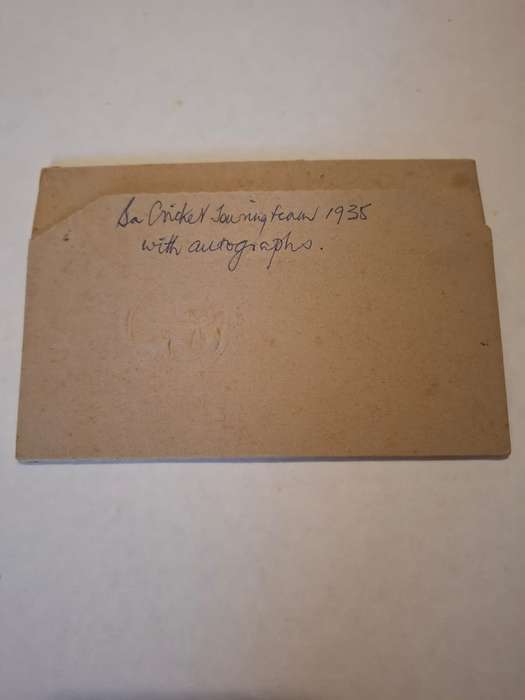 Sa Cricket Touring team 1935
with autographs.